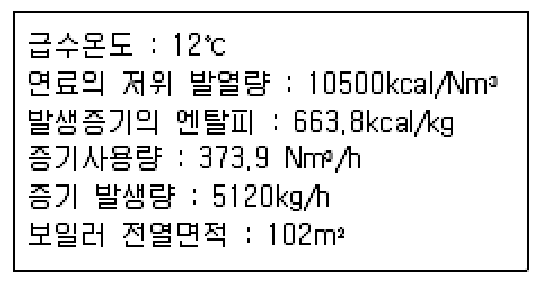 급수온도 : 12℃
연료의 저위 발열량 : 10500kcal/Nm³
발생증기의 엔탈피 : 663,8kcal/kg
증기사용량 : 373,9 Nm³/h
증기 발생량 : 5120kg/h
보일러 전열면적 : 102m²